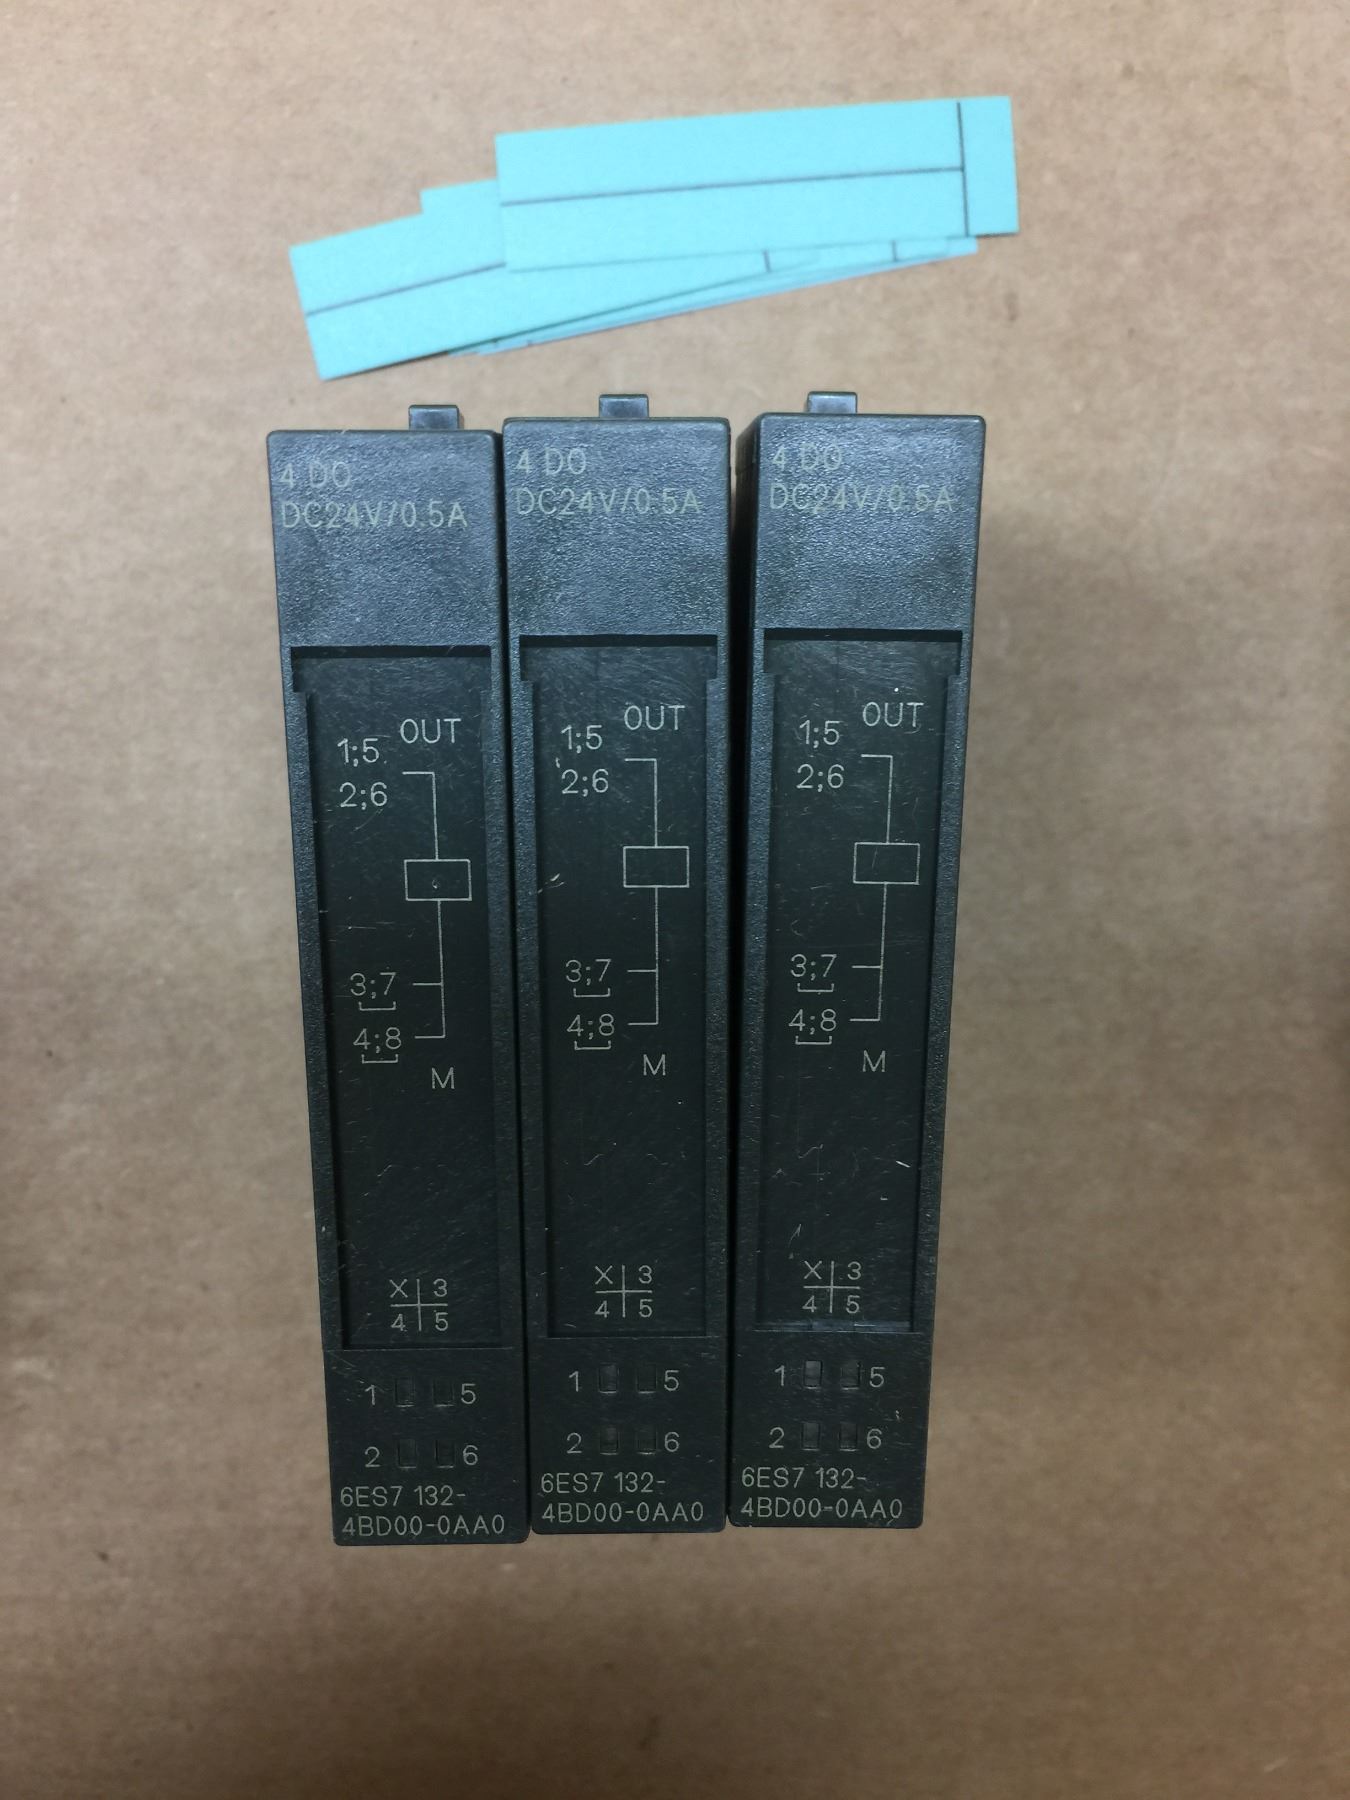 4 DO
DC24V/0.5A
OUT
1;5
2;6
3;7
4;8
M
X 3
4 5
1 5
2 6
6ES7 132-
4BD00-0AA0
4 DO
DC24V/0.5A
OUT
1;5
2;6
3;7
4;8
M
X 3
4 5
1 5
2 6
6ES7 132-
4BD00-0AA0
4 DO
DC24V/0.5A
OUT
1;5
2;6
3;7
4;8
M
X 3
4 5
1 5
2 6
6ES7 132-
4BD00-0AA0